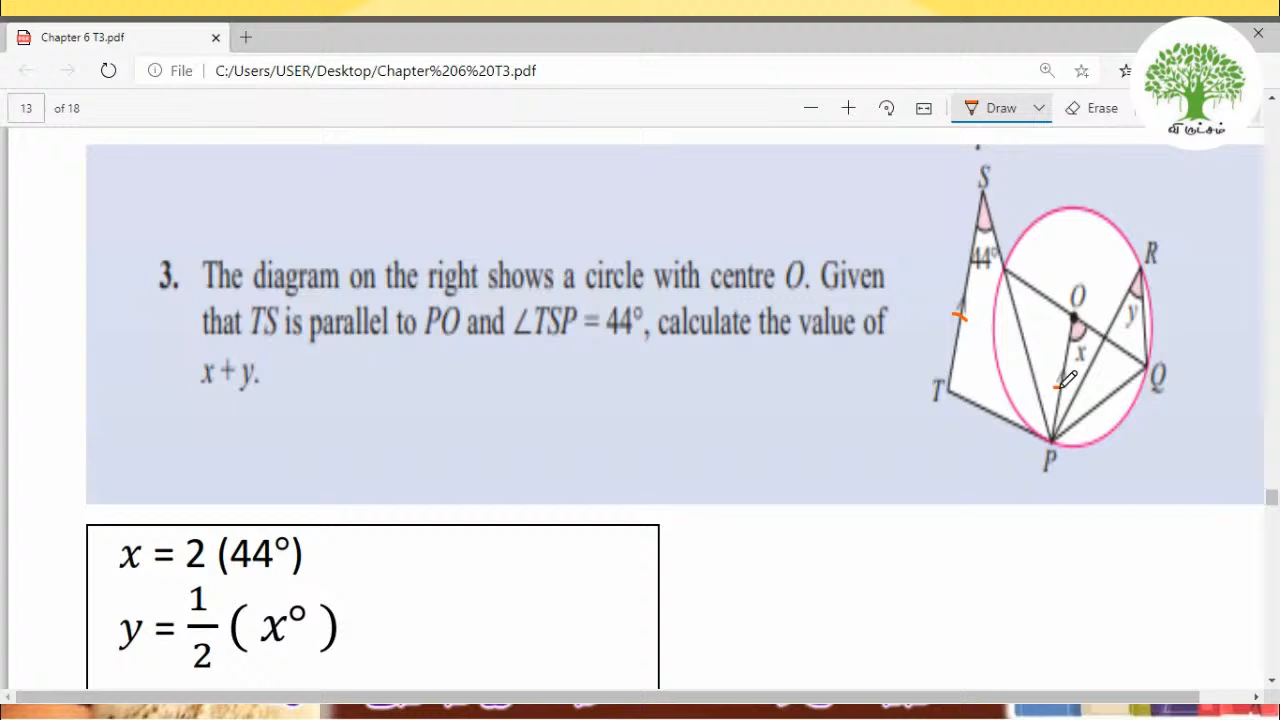 Chapter 6 T3.pdf
File
C:/Users/USER/Desktop/Chapter%206%20T3.pdf
விருட்சம்
13 of 18
Draw
Erase
3. The diagram on the right shows a circle with centre O. Given
that TS is parallel to PO and ∠TSP = 44°, calculate the value of
x + y.
S
44°
R
O
y
x
T
Q
P
x = 2 (44°)
y = 1/2 ( x° )